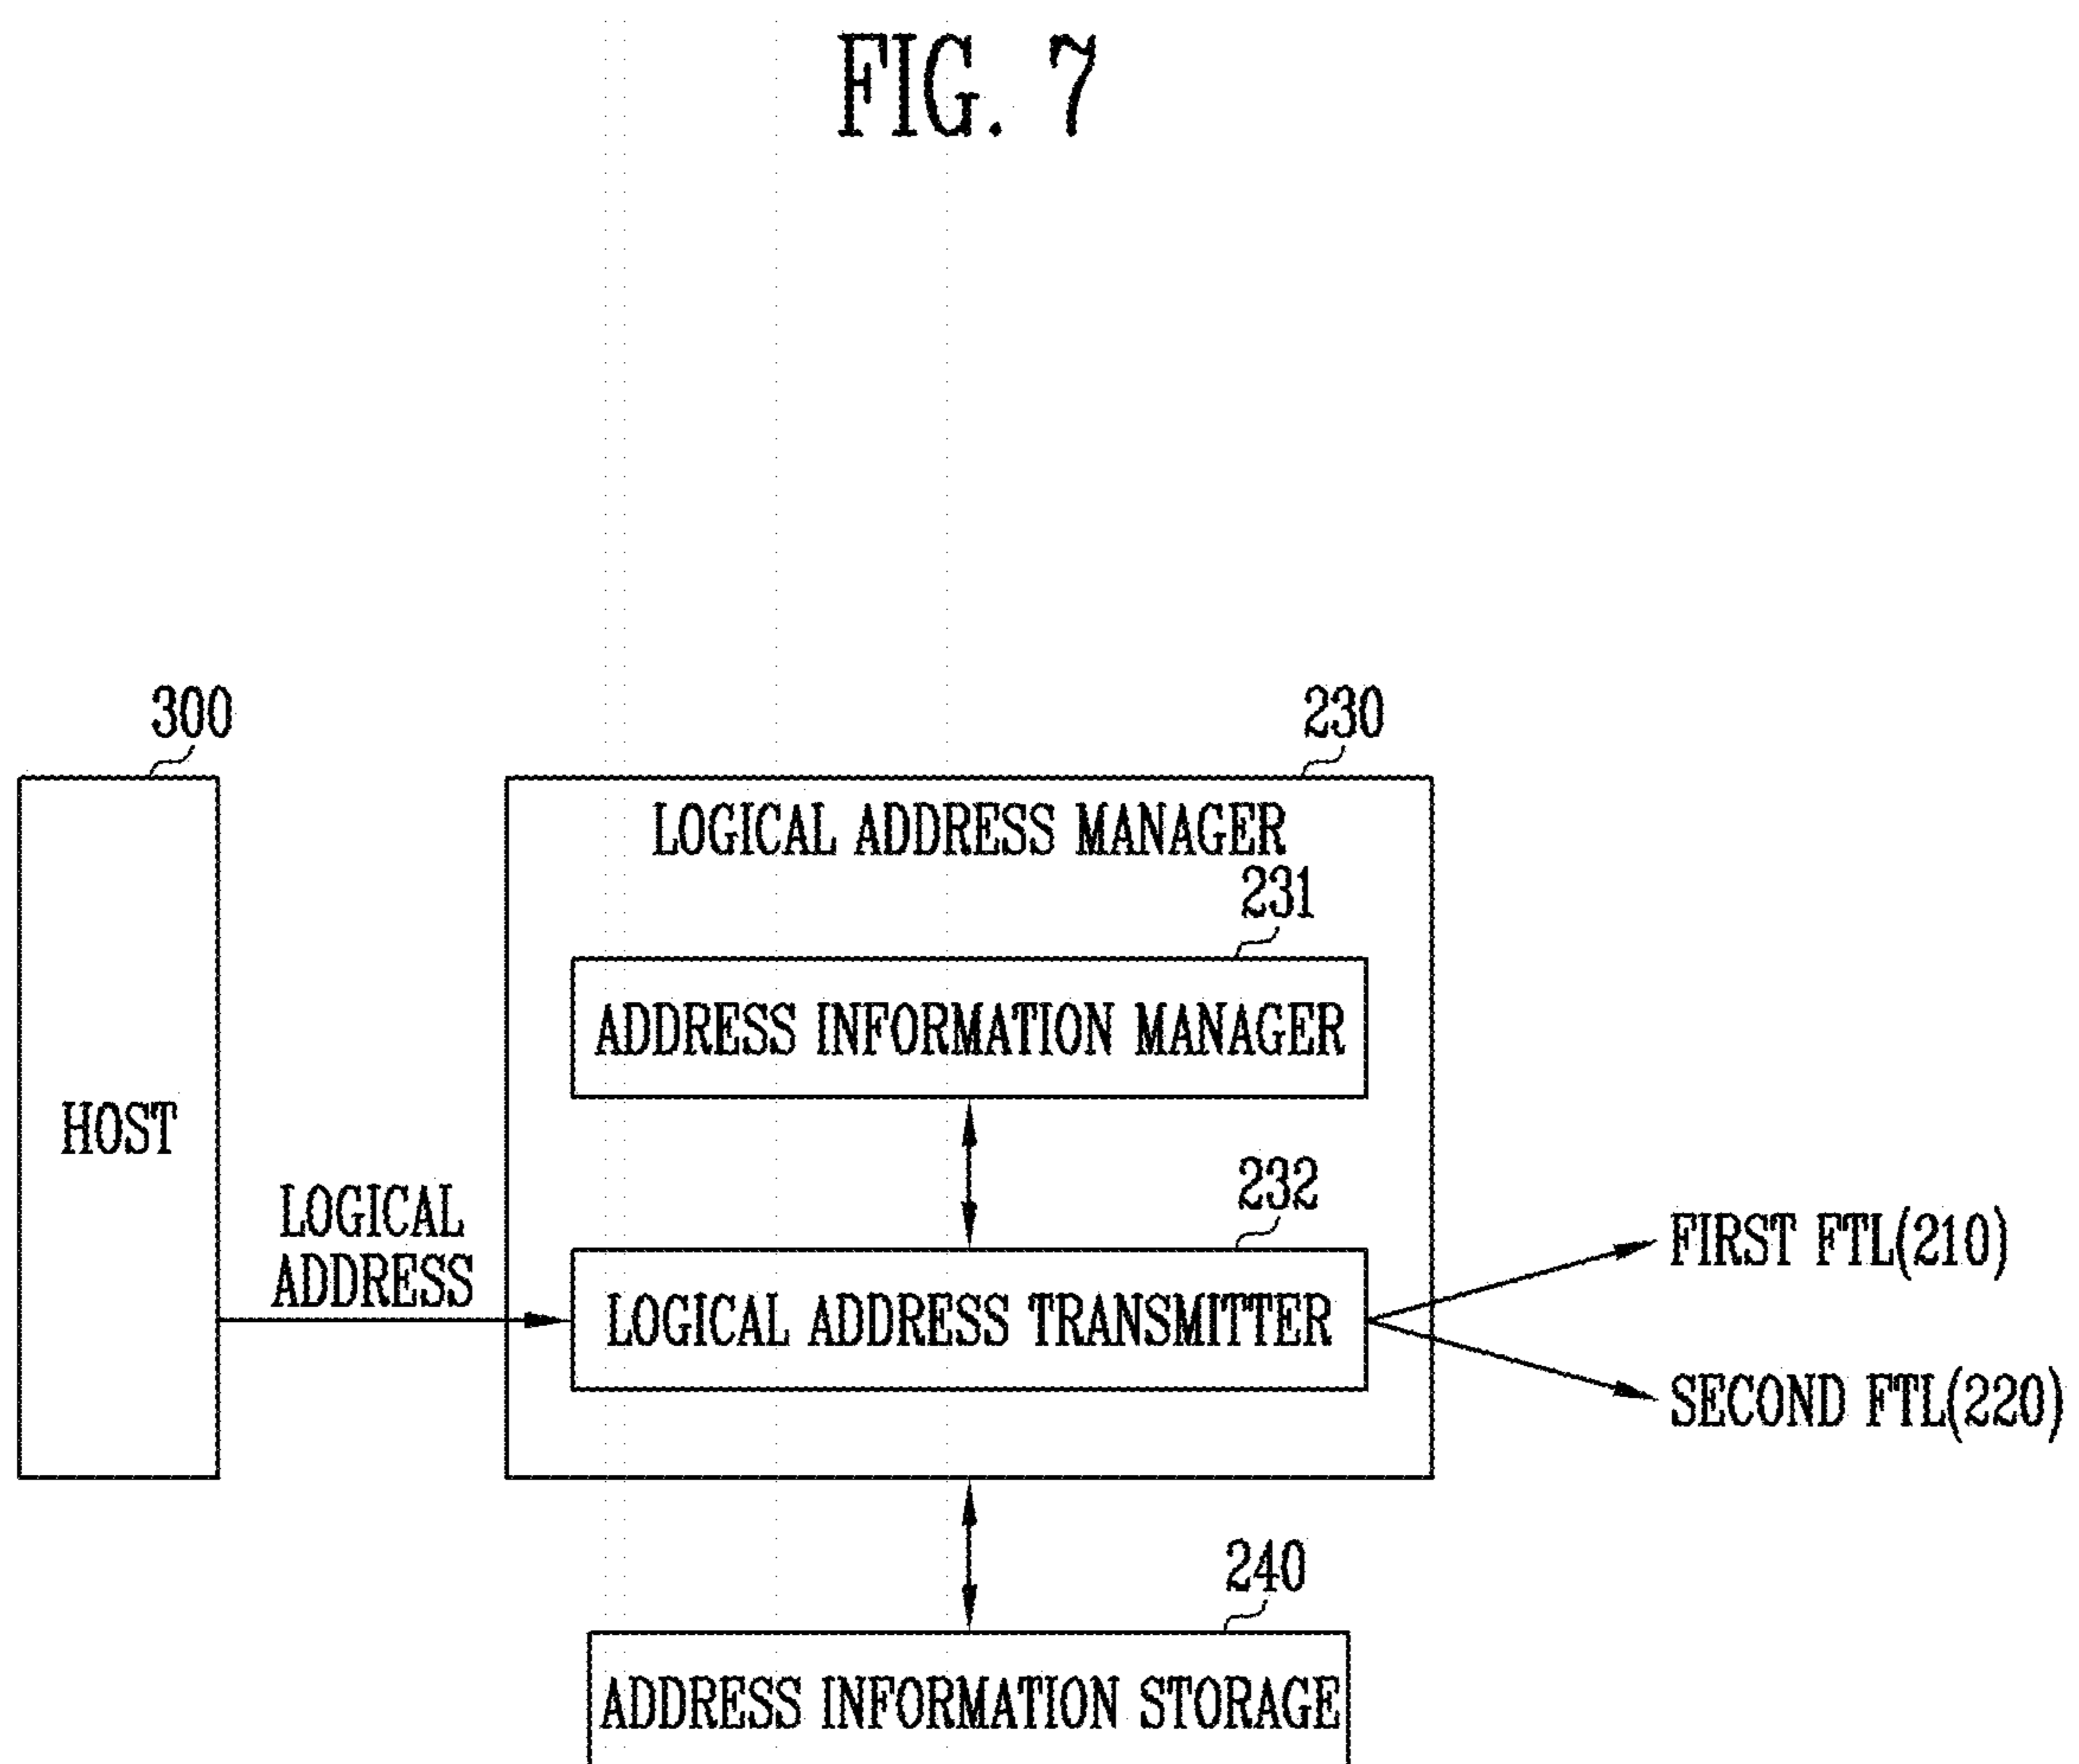 FIG. 7
300
230
LOGICAL ADDRESS MANAGER
231
ADDRESS INFORMATION MANAGER
HOST
232
LOGICAL
ADDRESS
LOGICAL ADDRESS TRANSMITTER
FIRST FTL(210)
SECOND FTL(220)
240
ADDRESS INFORMATION STORAGE